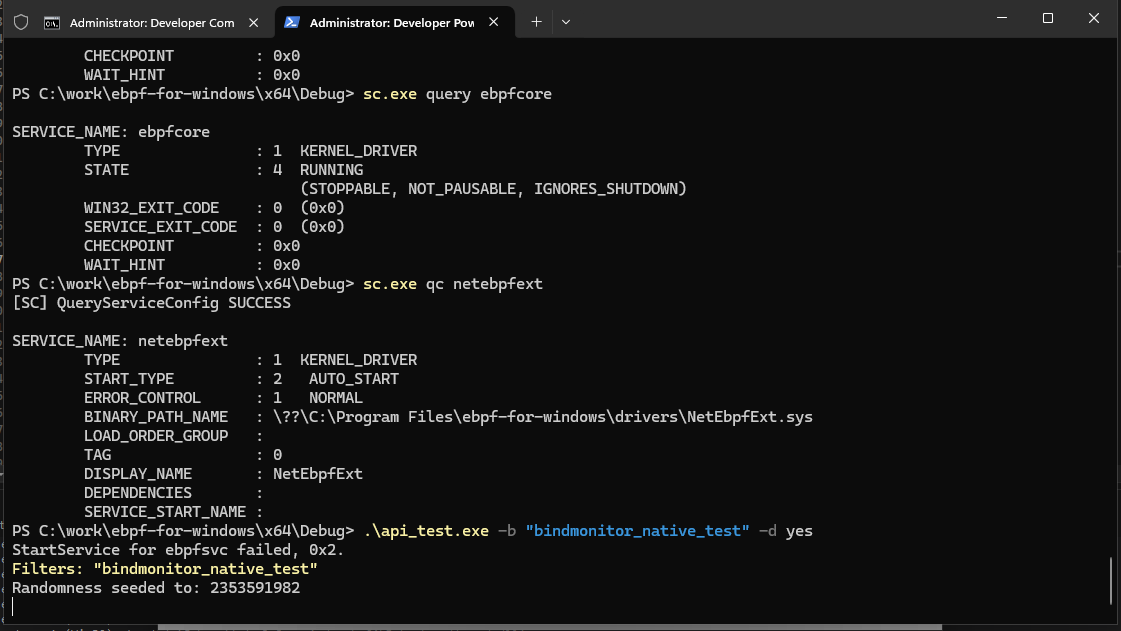 Administrator: Developer Com
Administrator: Developer Pow
CHECKPOINT : 0x0
WAIT_HINT : 0x0
PS C:\work\ebpf-for-windows\x64\Debug> sc.exe query ebpfcore
SERVICE_NAME: ebpfcore
TYPE : 1 KERNEL_DRIVER
STATE : 4 RUNNING
(STOPPABLE, NOT_PAUSABLE, IGNORES_SHUTDOWN)
WIN32_EXIT_CODE : 0 (0x0)
SERVICE_EXIT_CODE : 0 (0x0)
CHECKPOINT : 0x0
WAIT_HINT : 0x0
PS C:\work\ebpf-for-windows\x64\Debug> sc.exe qc netebpfext
[SC] QueryServiceConfig SUCCESS
SERVICE_NAME: netebpfext
TYPE : 1 KERNEL_DRIVER
START_TYPE : 2 AUTO_START
ERROR_CONTROL : 1 NORMAL
BINARY_PATH_NAME : \??\C:\Program Files\ebpf-for-windows\drivers\NetEbpfExt.sys
LOAD_ORDER_GROUP :
TAG : 0
DISPLAY_NAME : NetEbpfExt
DEPENDENCIES :
SERVICE_START_NAME :
PS C:\work\ebpf-for-windows\x64\Debug> .\api_test.exe -b "bindmonitor_native_test" -d yes
StartService for ebpfsvc failed, 0x2.
Filters: "bindmonitor_native_test"
Randomness seeded to: 2353591982